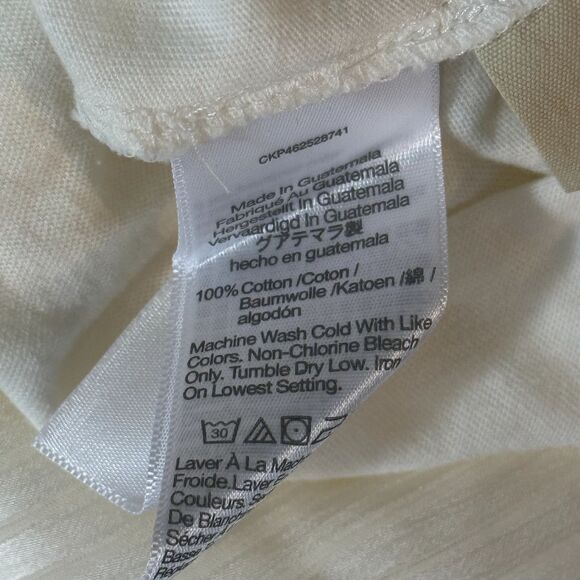 CKP462528741
Made In Guatemala
Fabriqué Au Guatemala
Hergestellt In Guatemala
Vervaardigd In Guatemala
グアテマラ製
hecho en guatemala
100% Cotton /Coton /
Baumwolle /Katoen /綿 /
algodón
Machine Wash Cold With Like
Colors. Non-Chlorine Bleach
Only. Tumble Dry Low. Iron
On Lowest Setting.
30
Laver À La
Froide. Laver
Couleurs.
De
Sécher